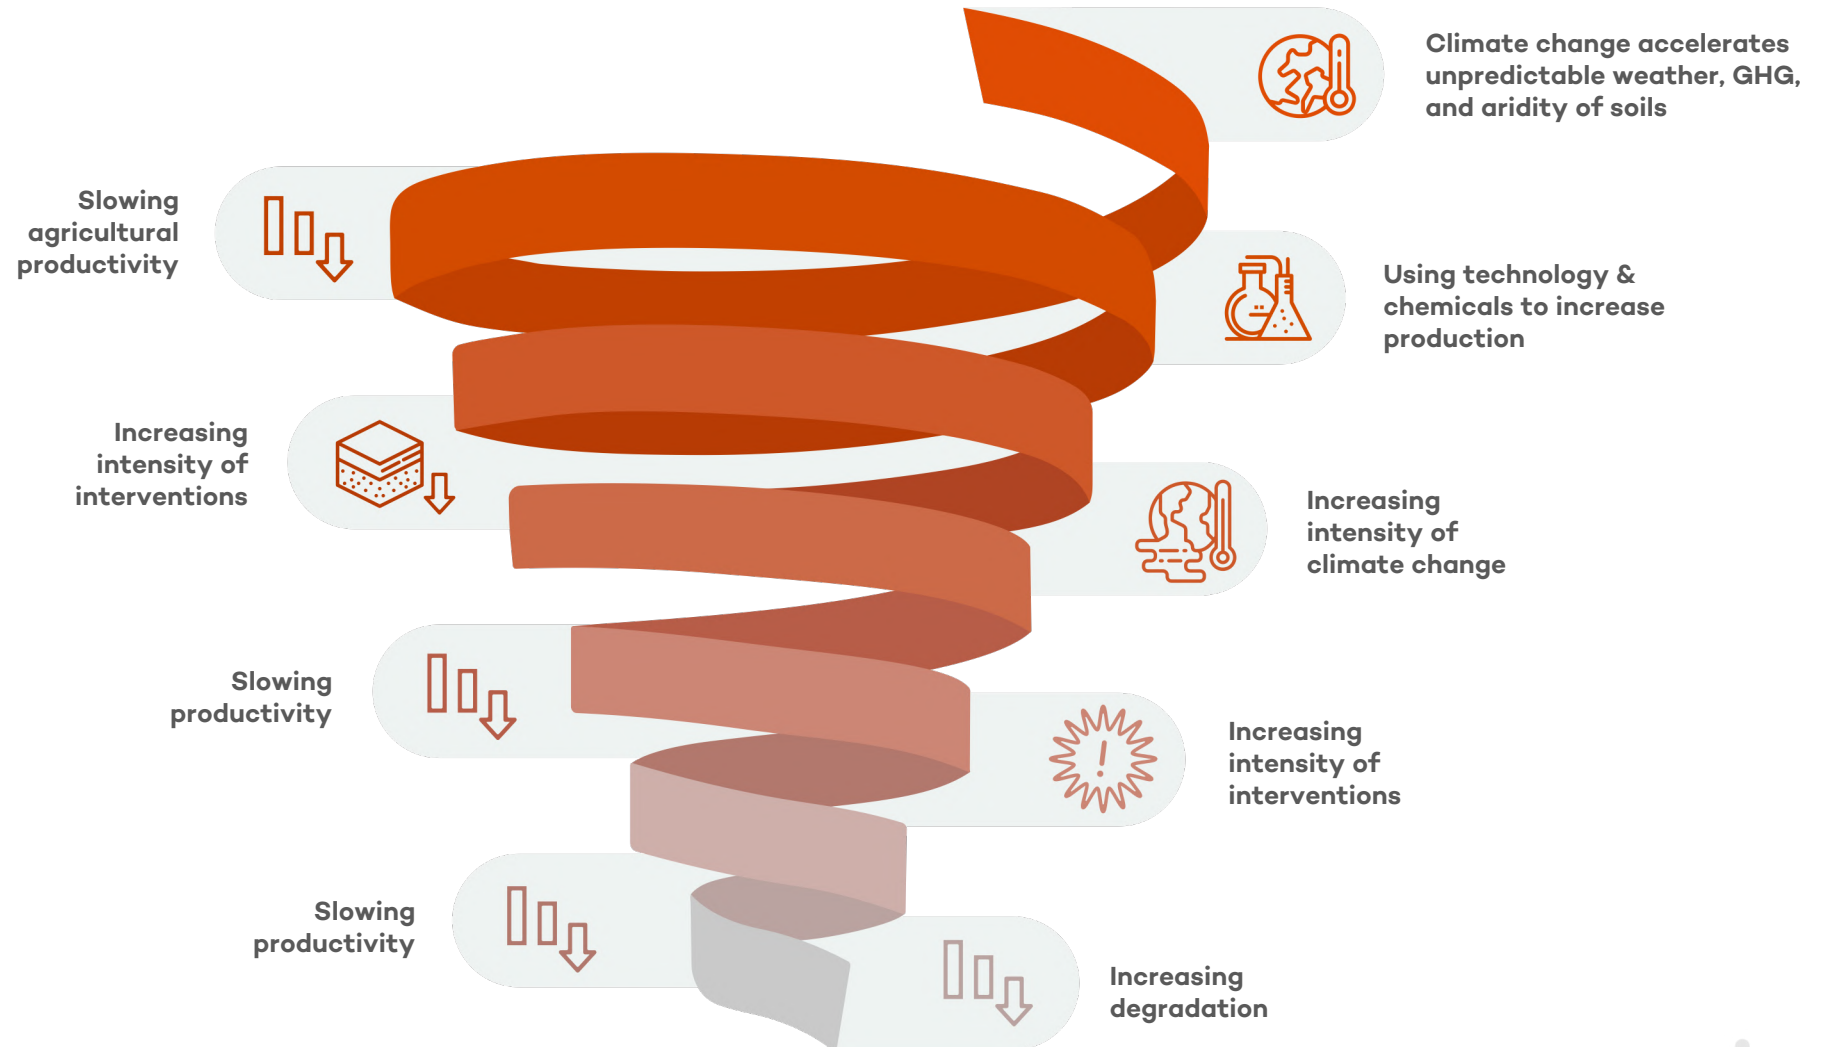 Climate change accelerates
unpredictable weather, GHG,
and aridity of soils
Slowing
agricultural
productivity
Using technology &
chemicals to increase
production
Increasing
intensity of
interventions
Increasing
intensity of
climate change
Slowing
productivity
Increasing
intensity of
interventions
Slowing
productivity
Increasing
degradation